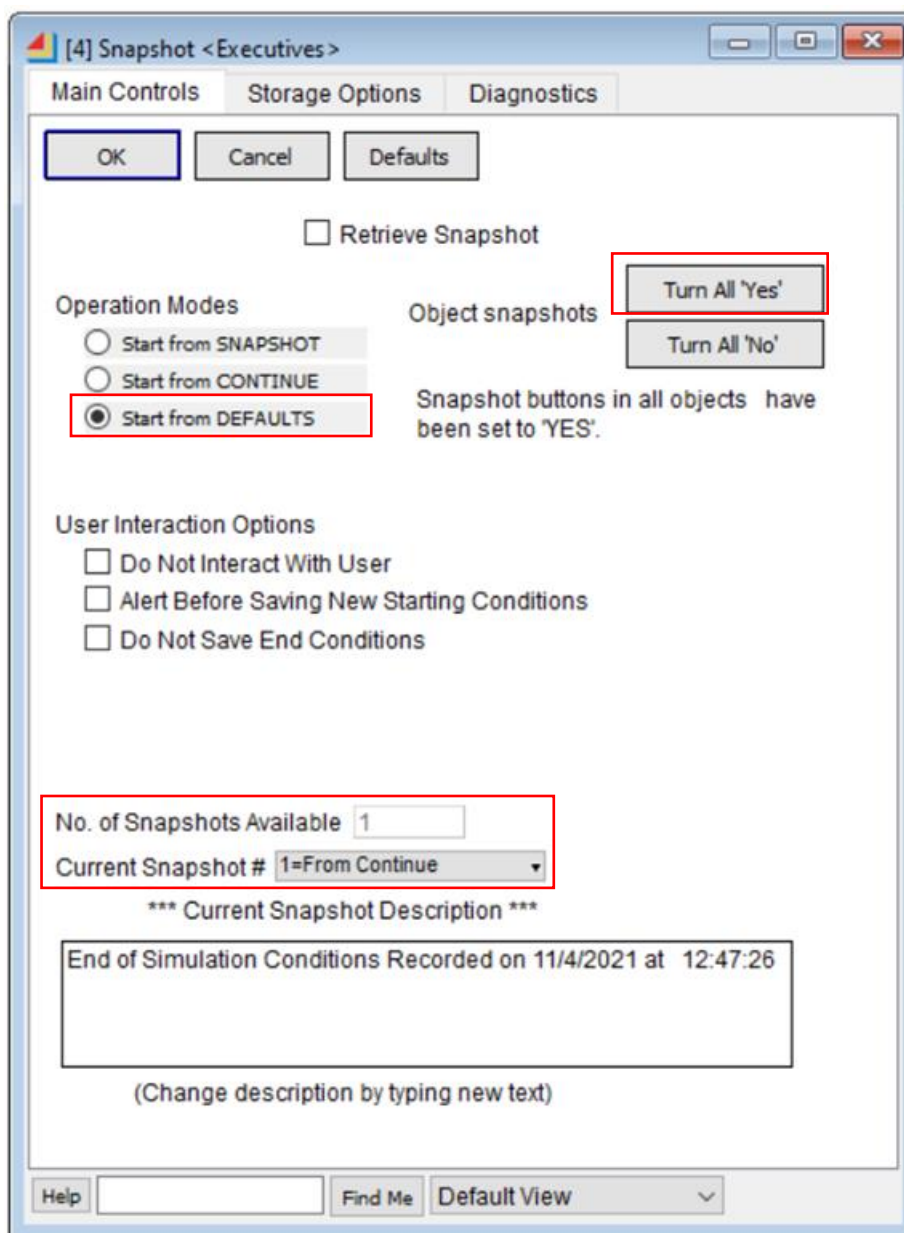 [4] Snapshot <Executives>
Main Controls Storage Options Diagnostics
OK Cancel Defaults
Retrieve Snapshot
Operation Modes
Start from SNAPSHOT
Start from CONTINUE
Start from DEFAULTS
Object snapshots
Turn All 'Yes'
Turn All 'No'
Snapshot buttons in all objects have
been set to 'YES'.
User Interaction Options
Do Not Interact With User
Alert Before Saving New Starting Conditions
Do Not Save End Conditions
No. of Snapshots Available 1
Current Snapshot # 1=From Continue
*** Current Snapshot Description ***
End of Simulation Conditions Recorded on 11/4/2021 at 12:47:26
(Change description by typing new text)
Help Find Me Default View